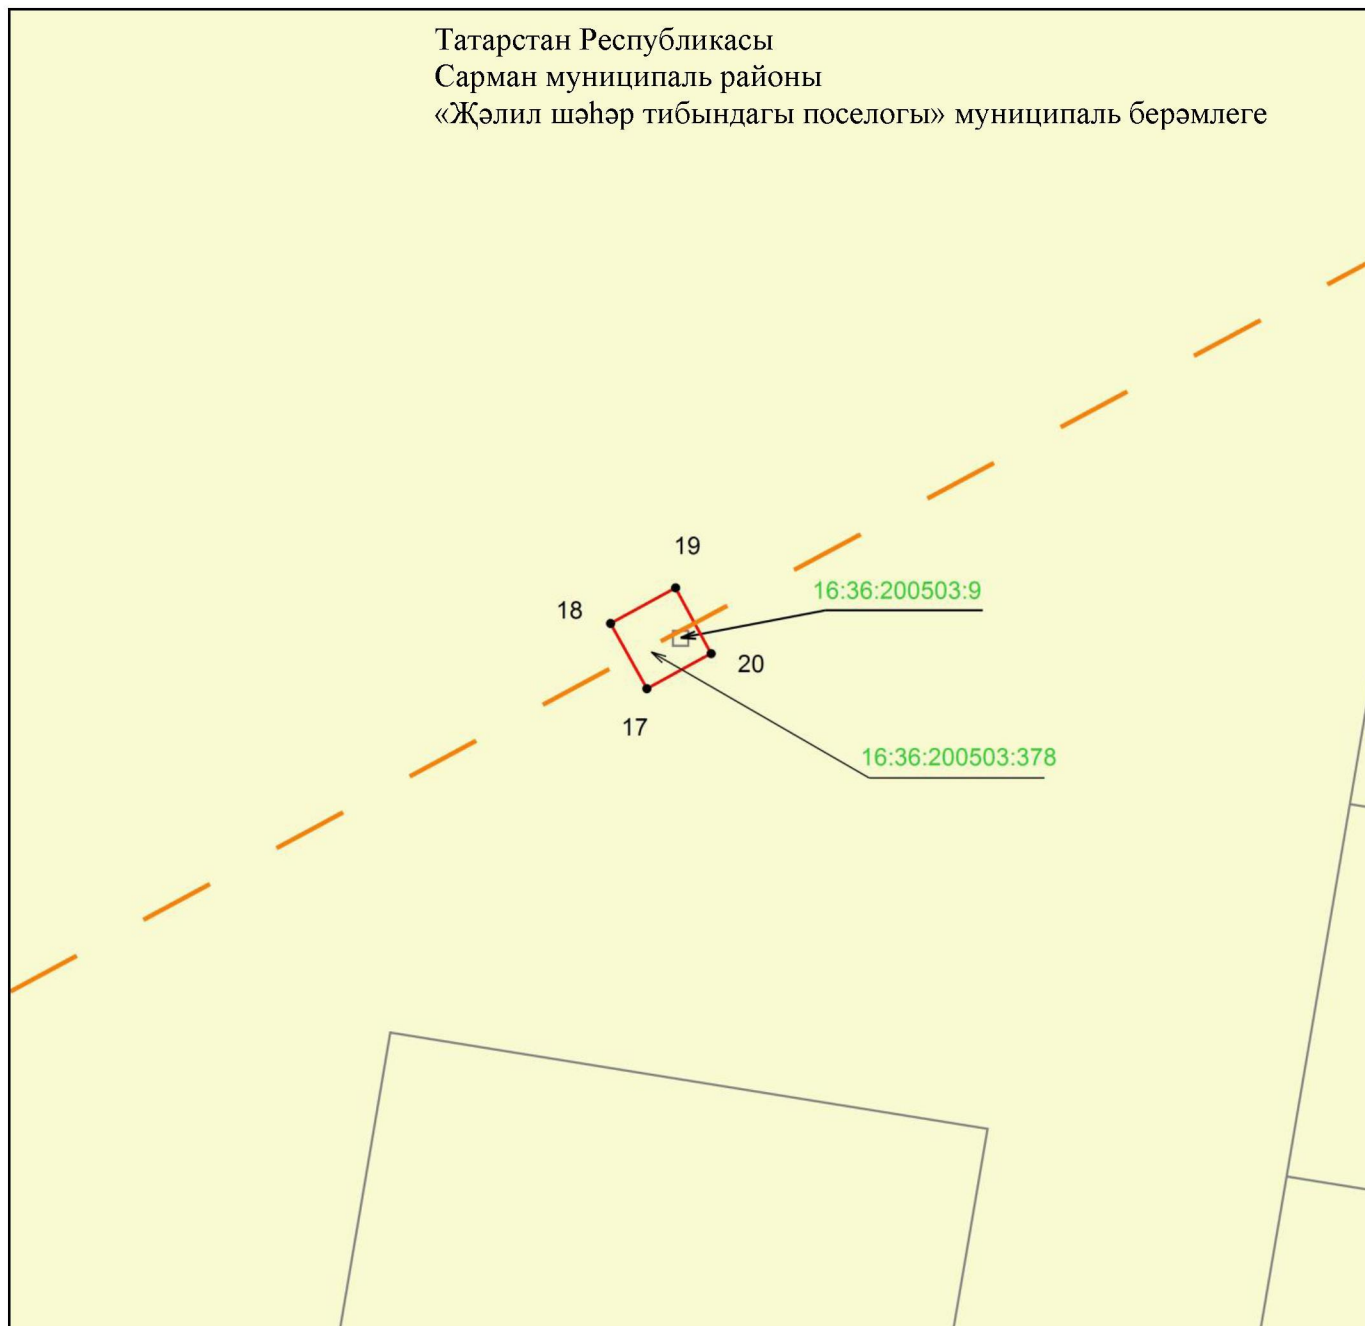 Татарстан Республикасы
Сарман муниципаль районы
«Җәлил шәһәр тибындагы поселогы» муниципаль берәмлеге
19
16:36:200503:9
18
20
17
16:36:200503:378